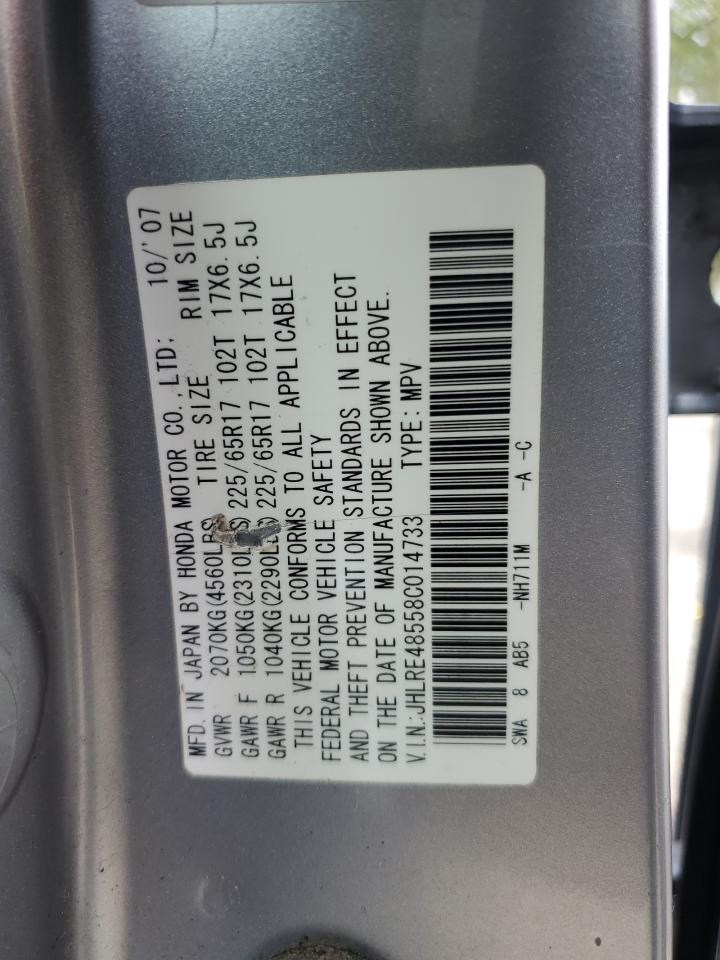 MFD. IN JAPAN BY HONDA MOTOR CO., LTD: 10/'07
GVWR 2070KG(4560LBS) TIRE SIZE RIM SIZE
GAWR F 1050KG(2310LBS) 225/65R17 102T 17X6.5J
GAWR R 1040KG(2290LBS) 225/65R17 102T 17X6.5J
THIS VEHICLE CONFORMS TO ALL APPLICABLE
FEDERAL MOTOR VEHICLE SAFETY
AND THEFT PREVENTION STANDARDS IN EFFECT
ON THE DATE OF MANUFACTURE SHOWN ABOVE.
V.I.N.:JHLRE48558C014733 TYPE: MPV
SWA 8 AB5 -NH711M -A -C